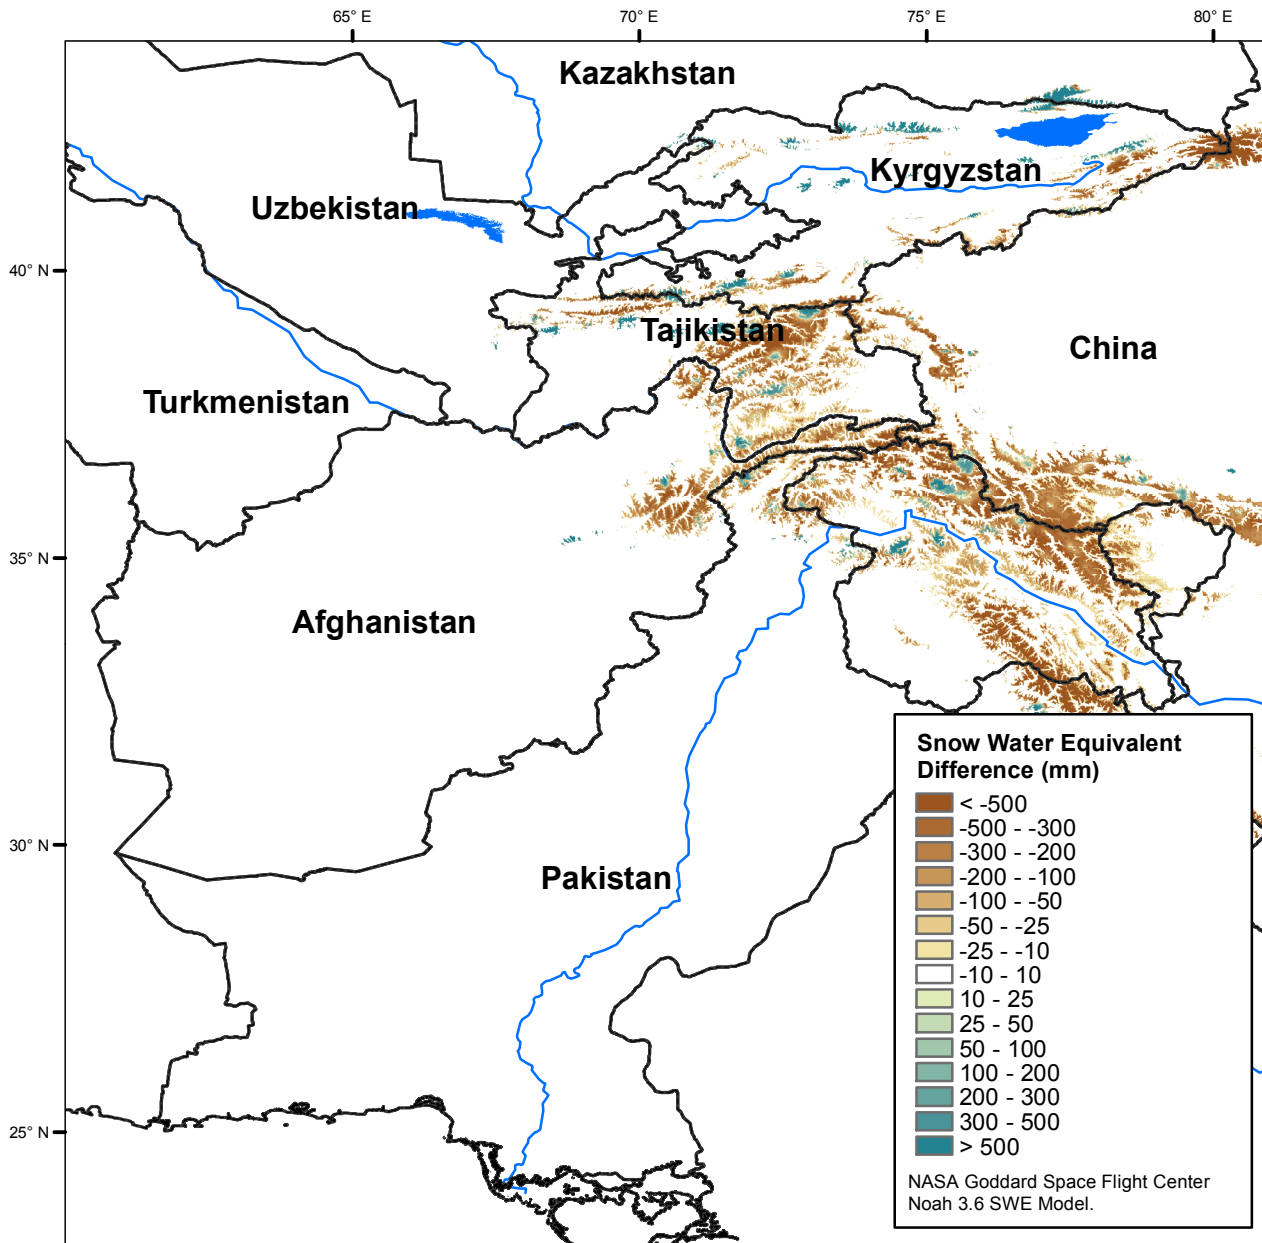 65° E
70° E
75° E
80° E
Kazakhstan
Kyrgyzstan
Uzbekistan
40° N
Tajikistan
China
Turkmenistan
35° N
Afghanistan
30° N
Pakistan
25° N
Snow Water Equivalent
Difference (mm)
< -500
-500 - -300
-300 - -200
-200 - -100
-100 - -50
-50 - -25
-25 - -10
-10 - 10
10 - 25
25 - 50
50 - 100
100 - 200
200 - 300
300 - 500
> 500
NASA Goddard Space Flight Center
Noah 3.6 SWE Model.